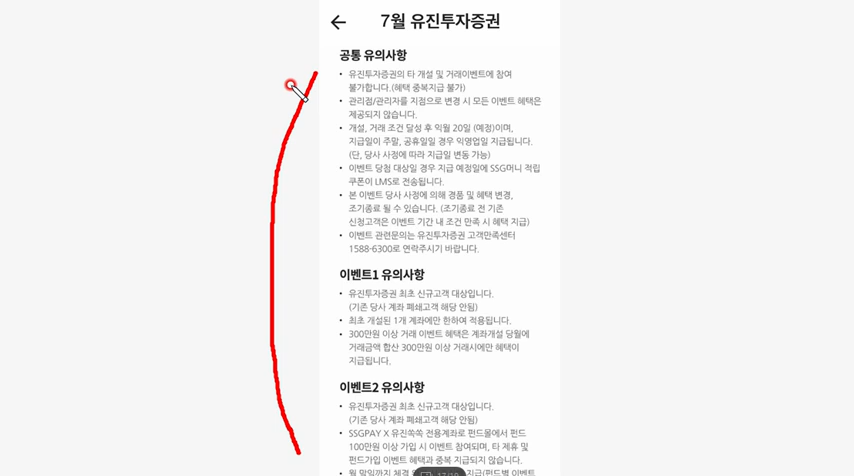 7월 유진투자증권
공통 유의사항
• 유진투자증권의 타 개설 및 거래이벤트에 참여
불가합니다.(혜택 중복지급 불가)
• 관리점/관리자를 지점으로 변경 시 모든 이벤트 혜택은
제공되지 않습니다.
• 개설, 거래 조건 달성 후 익월 20일 (예정)이며,
지급일이 주말, 공휴일일 경우 익영업일 지급됩니다.
(단, 당사 사정에 따라 지급일 변동 가능)
• 이벤트 당첨 대상일 경우 지급 예정일에 SSG머니 적립
쿠폰이 LMS로 전송됩니다.
• 본 이벤트 당사 사정에 의해 경품 및 혜택 변경,
조기종료 될 수 있습니다. (조기종료 전 기존
신청고객은 이벤트 기간 내 조건 만족 시 혜택 지급)
• 이벤트 관련문의는 유진투자증권 고객만족센터
1588-6300로 연락주시기 바랍니다.
이벤트1 유의사항
• 유진투자증권 최초 신규고객 대상입니다.
(기존 당사 계좌 폐쇄고객 해당 안됨)
• 최초 개설된 1개 계좌에만 한하여 적용됩니다.
• 300만원 이상 거래 이벤트 혜택은 계좌개설 당월에
거래금액 합산 300만원 이상 거래시에만 혜택이
지급됩니다.
이벤트2 유의사항
• 유진투자증권 최초 신규고객 대상입니다.
(기존 당사 계좌 폐쇄고객 해당 안됨)
• SSGPAY X 유진쏙쏙 전용계좌로 펀드몰에서 펀드
100만원 이상 가입 시 이벤트 참여되며, 타 제휴 및
펀드가입 이벤트 혜택과 중복 지급되지 않습니다.
• 월 말일까지 체결 지급(펀드별 이벤트